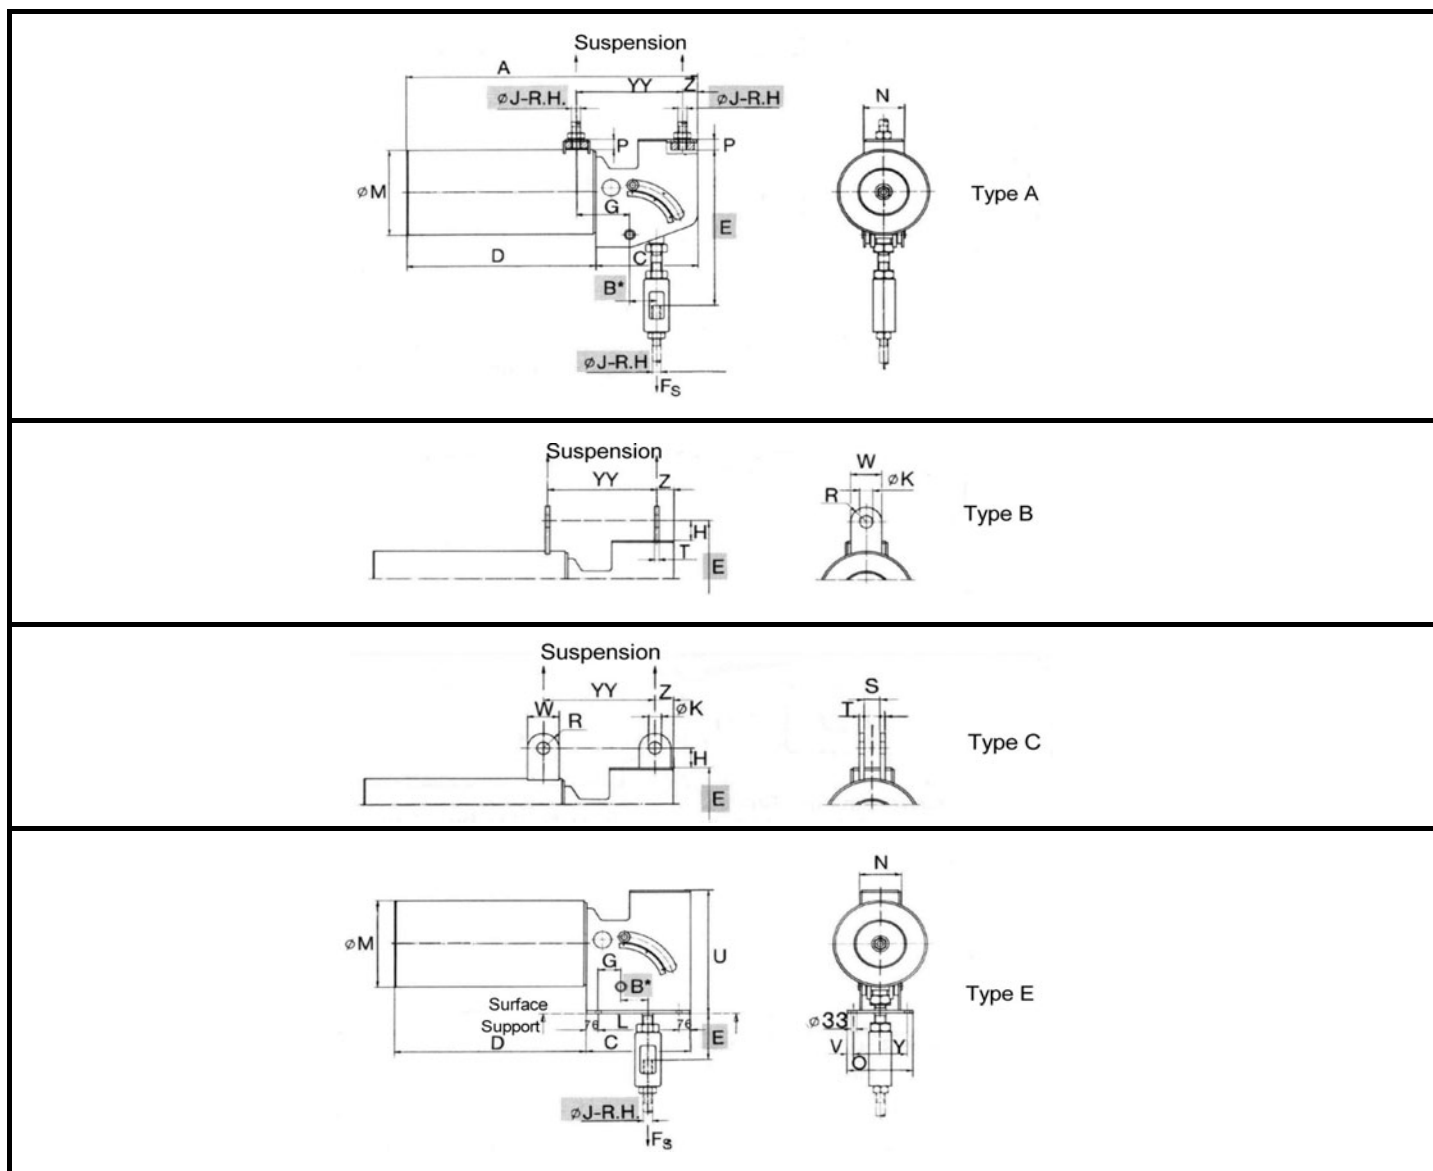 Suspension
A
YY
Z
øJ-R.H.
øJ-R.H
N
P
P
øM
G
E
Type A
D
C
B*
øJ-R.H
FS
Suspension
YY
Z
H
T
E
W
øK
R
Type B
Suspension
YY
Z
W
R
øK
H
E
S
T
Type C
N
øM
U
G
B*
Surface
Support
76
L
76
E
D
C
Type E
ø33
V
Y
O
øJ-R.H.